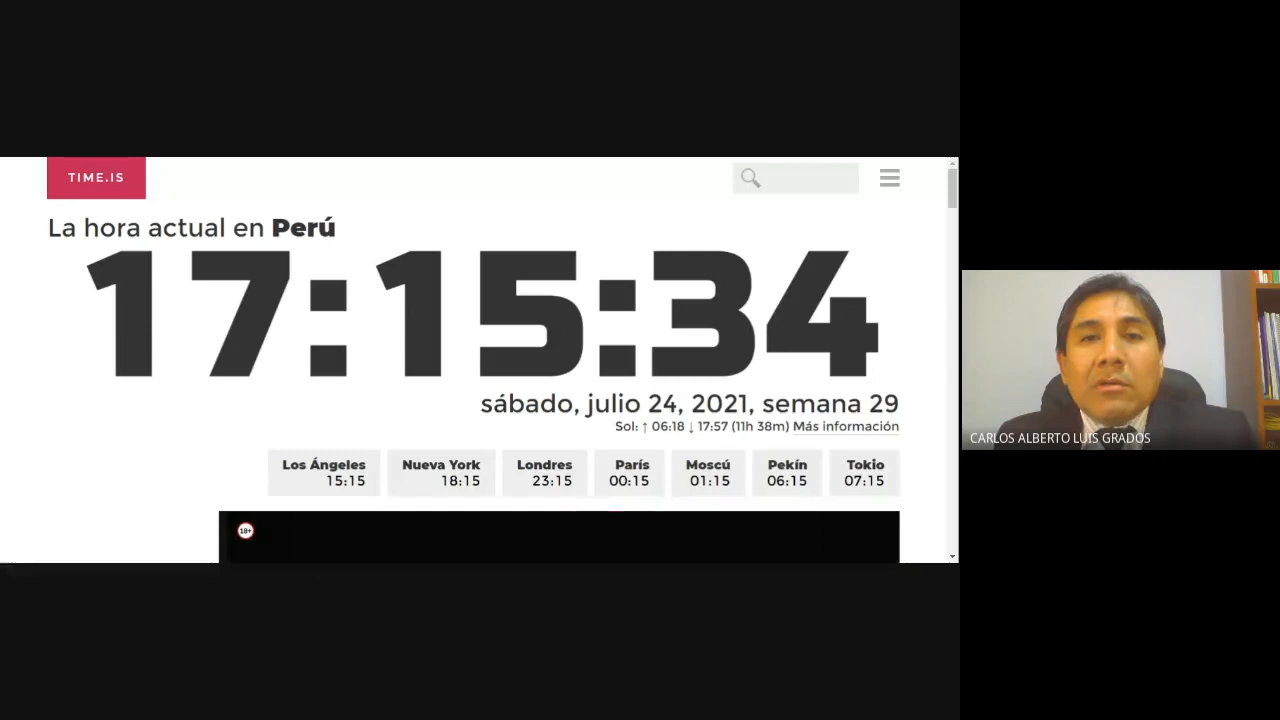 TIME.IS
La hora actual en Perú
17:15:34
sábado, julio 24, 2021, semana 29
Sol: ↑ 06:18 ↓ 17:57 (11h 38m) Más información
Los Ángeles Nueva York Londres París Moscú Pekín Tokio
15:15 18:15 23:15 00:15 01:15 06:15 07:15
18+
CARLOS ALBERTO LUIS GRADOS